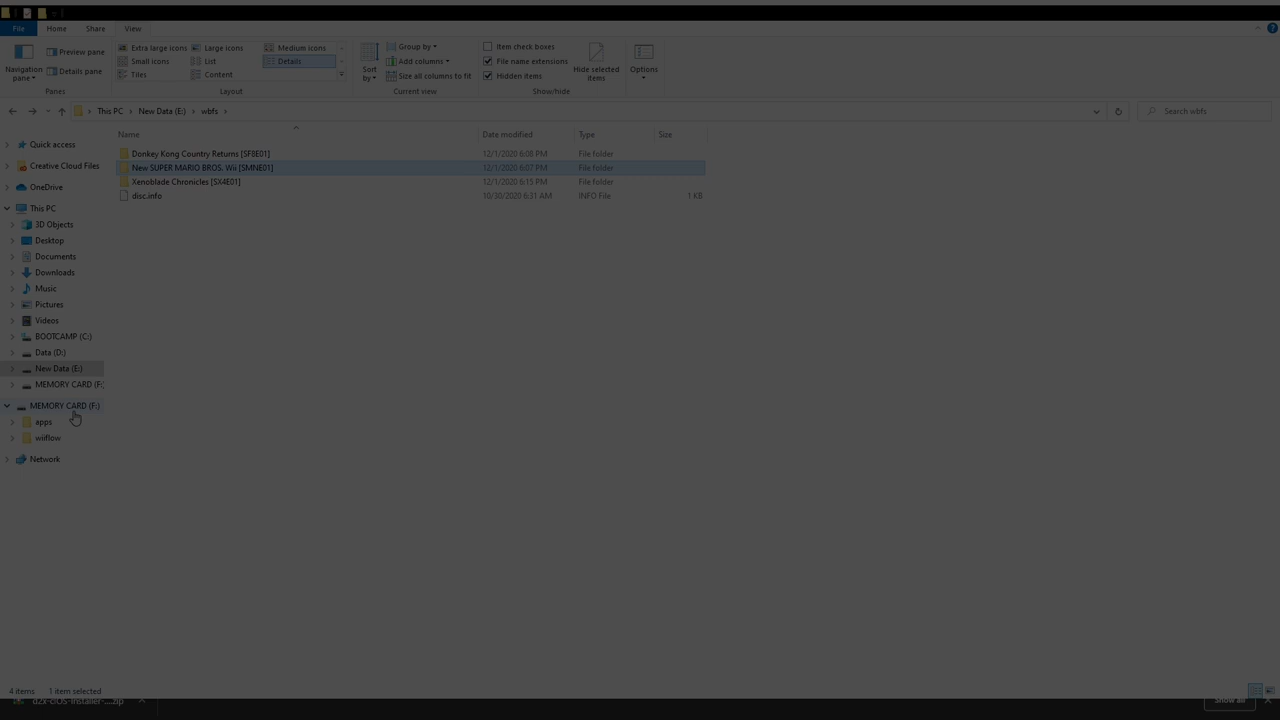 File Home Share View
Navigation pane Preview pane
Details pane
Extra large icons Large icons Medium icons
Small icons List Details
Tiles Content
Sort by Group by
Add columns
Size all columns to fit
Item check boxes
File name extensions
Hidden items
Hide selected items
Options
Panes Layout Current view Show/hide
This PC > New Data (E:) > wbfs > Search wbfs
Name Date modified Type Size
Donkey Kong Country Returns [SF8E01] 12/1/2020 6:08 PM File folder
New SUPER MARIO BROS. Wii [SMNE01] 12/1/2020 6:07 PM File folder
Xenoblade Chronicles [SX4E01] 12/1/2020 6:15 PM File folder
disc.info 10/30/2020 6:31 AM INFO File 1 KB
Quick access
Creative Cloud Files
OneDrive
This PC
3D Objects
Desktop
Documents
Downloads
Music
Pictures
Videos
BOOTCAMP (C:)
Data (D:)
New Data (E:)
MEMORY CARD (F:)
MEMORY CARD (F:)
apps
wiiflow
Network
4 items 1 item selected
d2x-cIOS-Installer-....zip Show all